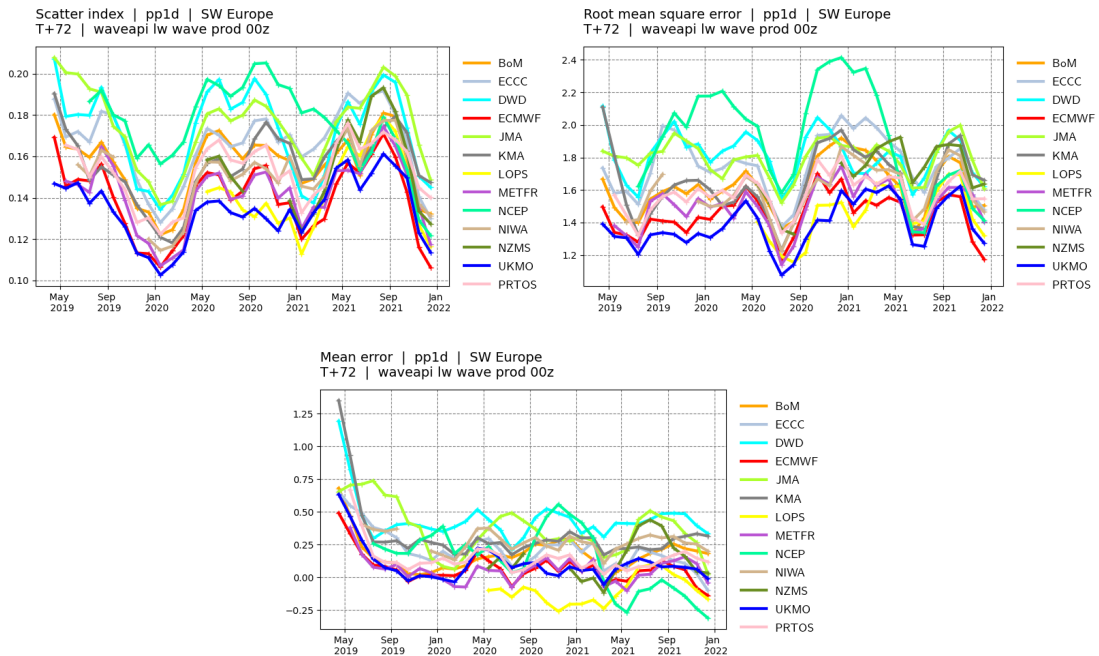 Scatter index | pp1d | SW Europe
T+72 | waveapi lw wave prod 00z
0.20
0.18
0.16
0.14
0.12
0.10
May 2019
Sep 2019
Jan 2020
May 2020
Sep 2020
Jan 2021
May 2021
Sep 2021
Jan 2022
BoM
ECCC
DWD
ECMWF
JMA
KMA
LOPS
METFR
NCEP
NIWA
NZMS
UKMO
PRTOS
Root mean square error | pp1d | SW Europe
T+72 | waveapi lw wave prod 00z
2.4
2.2
2.0
1.8
1.6
1.4
1.2
May 2019
Sep 2019
Jan 2020
May 2020
Sep 2020
Jan 2021
May 2021
Sep 2021
Jan 2022
BoM
ECCC
DWD
ECMWF
JMA
KMA
LOPS
METFR
NCEP
NIWA
NZMS
UKMO
PRTOS
Mean error | pp1d | SW Europe
T+72 | waveapi lw wave prod 00z
1.25
1.00
0.75
0.50
0.25
0.00
−0.25
May 2019
Sep 2019
Jan 2020
May 2020
Sep 2020
Jan 2021
May 2021
Sep 2021
Jan 2022
BoM
ECCC
DWD
ECMWF
JMA
KMA
LOPS
METFR
NCEP
NIWA
NZMS
UKMO
PRTOS